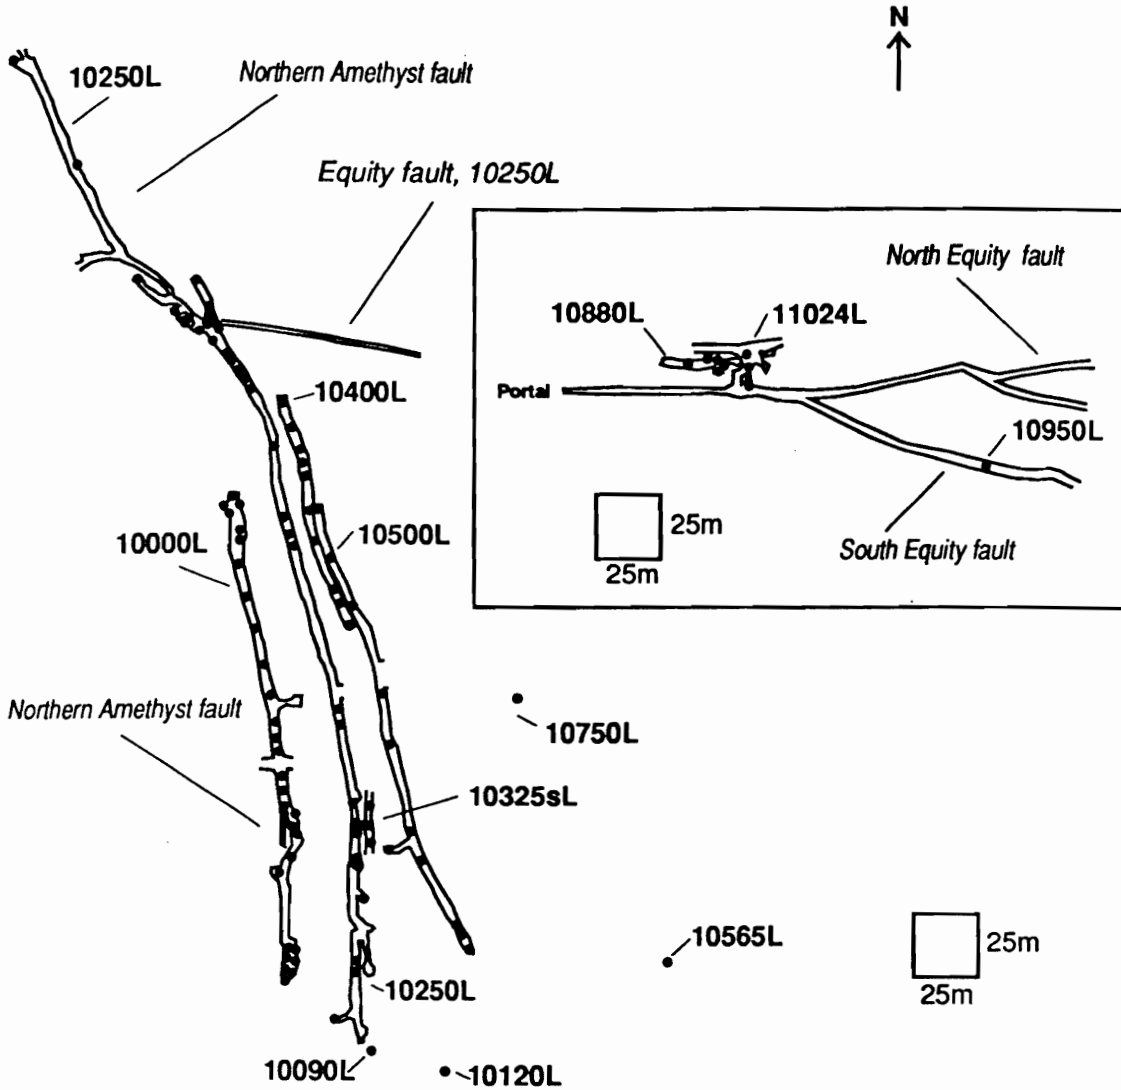 N
10250L
Northern Amethyst fault
Equity fault, 10250L
North Equity fault
10880L
11024L
Portal
10400L
10950L
10000L
10500L
25m
25m
South Equity fault
Northern Amethyst fault
10750L
10325sL
10565L
25m
25m
10250L
10090L
10120L